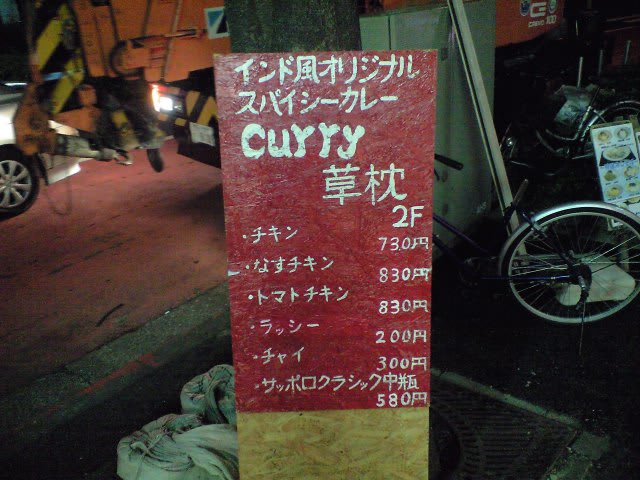 インド風オリジナル
スパイシーカレー
curry
草枕
2F
・チキン 730円
・なすチキン 830円
・トマトチキン 830円
・ラッシー 200円
・チャイ 300円
・サッポロクラシック中瓶
580円